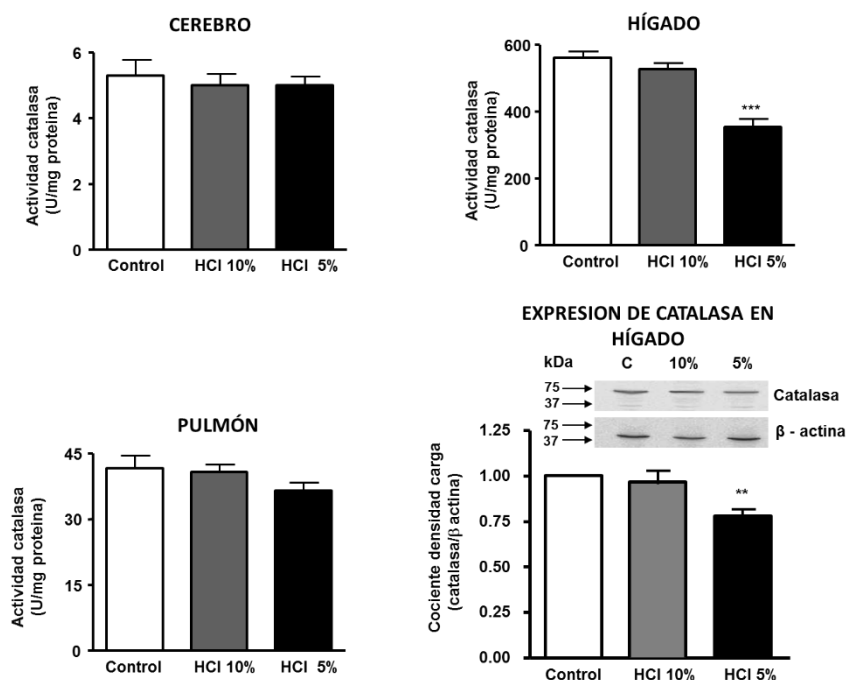 CEREBRO
Actividad catalasa
(U/mg proteina)
6
4
2
0
Control HCl 10% HCl 5%
HÍGADO
Actividad catalasa
(U/mg proteina)
600
400
200
0
***
Control HCl 10% HCl 5%
PULMÓN
Actividad catalasa
(U/mg proteina)
45
30
15
0
Control HCl 10% HCl 5%
EXPRESION DE CATALASA EN
HÍGADO
kDa C 10% 5%
75
37
Catalasa
75
37
β - actina
Cociente densidad carga
(catalasa/β actina)
1.25
1.00
0.75
0.50
0.25
0.00
**
Control HCl 10% HCl 5%